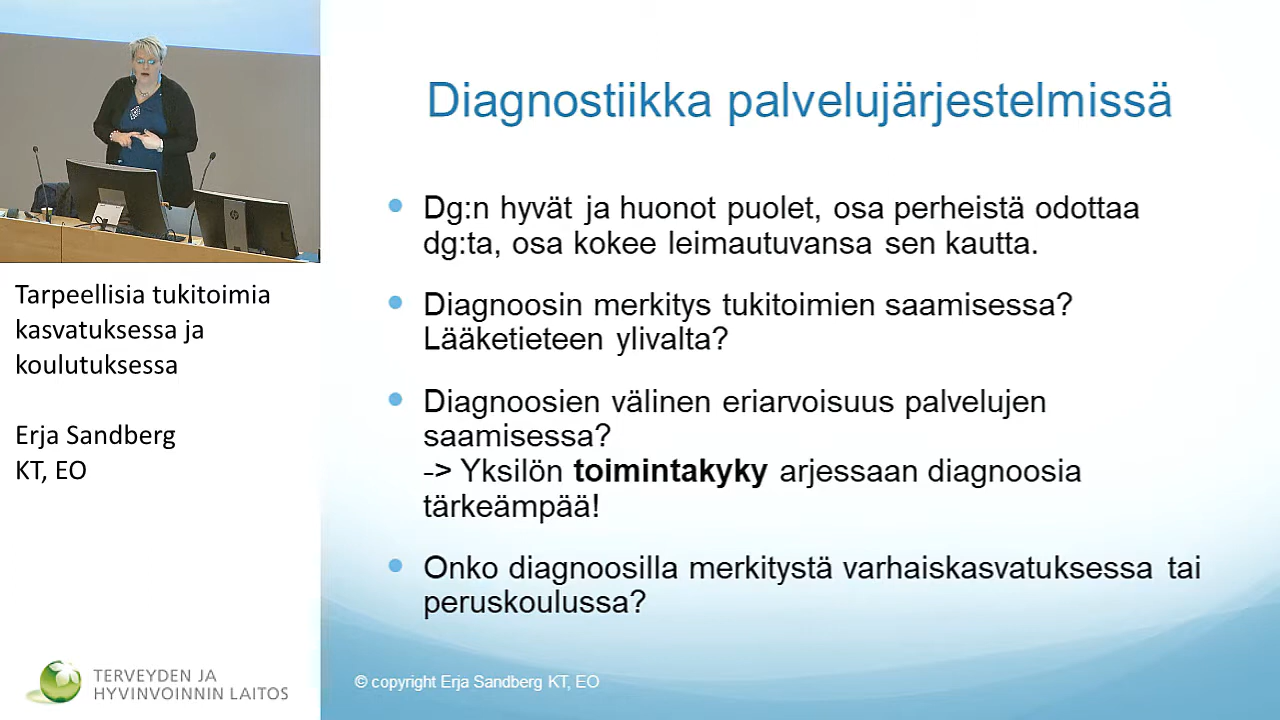 Tarpeellisia tukitoimia
kasvatuksessa ja
koulutuksessa
Erja Sandberg
KT, EO
TERVEYDEN JA
HYVINVOINNIN LAITOS
Diagnostiikka palvelujärjestelmissä
Dg:n hyvät ja huonot puolet, osa perheistä odottaa
dg:ta, osa kokee leimautuvansa sen kautta.
Diagnoosin merkitys tukitoimien saamisessa?
Lääketieteen ylivalta?
Diagnoosien välinen eriarvoisuus palvelujen
saamisessa?
-> Yksilön toimintakyky arjessaan diagnoosia
tärkeämpää!
Onko diagnoosilla merkitystä varhaiskasvatuksessa tai
peruskoulussa?
© copyright Erja Sandberg KT, EO